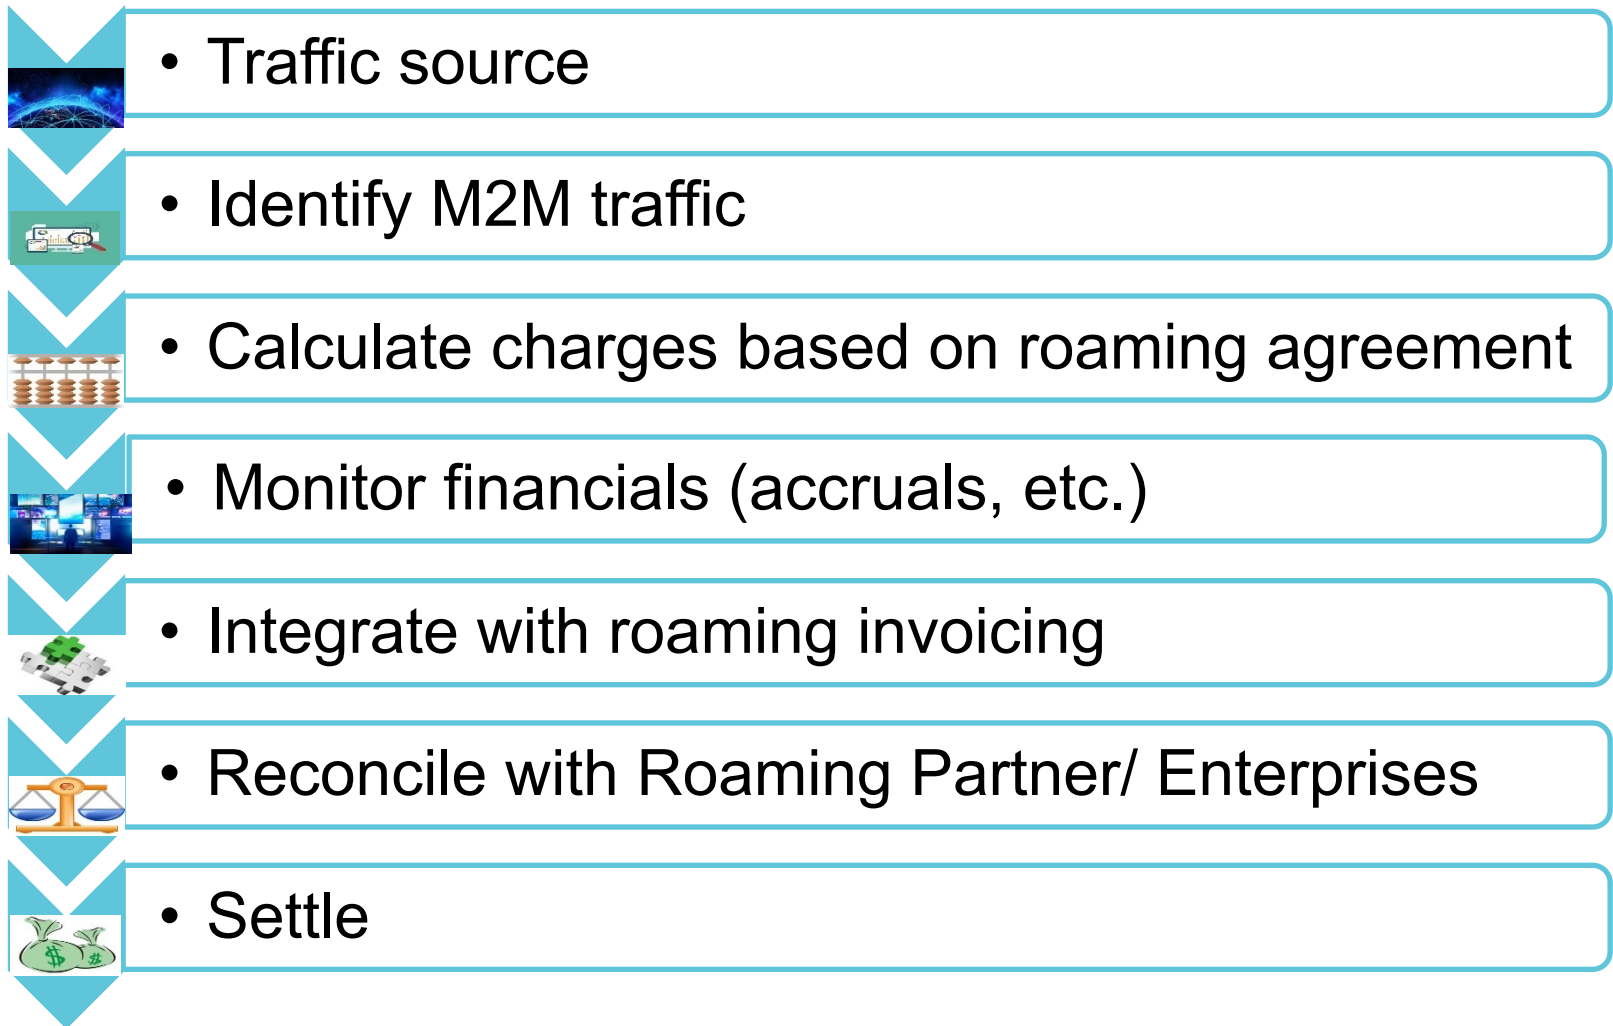 • Traffic source
• Identify M2M traffic
• Calculate charges based on roaming agreement
• Monitor financials (accruals, etc.)
• Integrate with roaming invoicing
• Reconcile with Roaming Partner/ Enterprises
• Settle
$ $